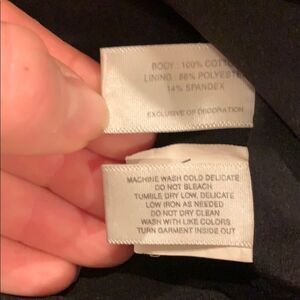 BODY : 100% COTTO
LINING : 86% POLYESTE
14% SPANDEX
EXCLUSIVE OF DECORATION
MACHINE WASH COLD DELICATE
DO NOT BLEACH
TUMBLE DRY LOW, DELICATE
LOW IRON AS NEEDED
DO NOT DRY CLEAN
WASH WITH LIKE COLORS
TURN GARMENT INSIDE OUT